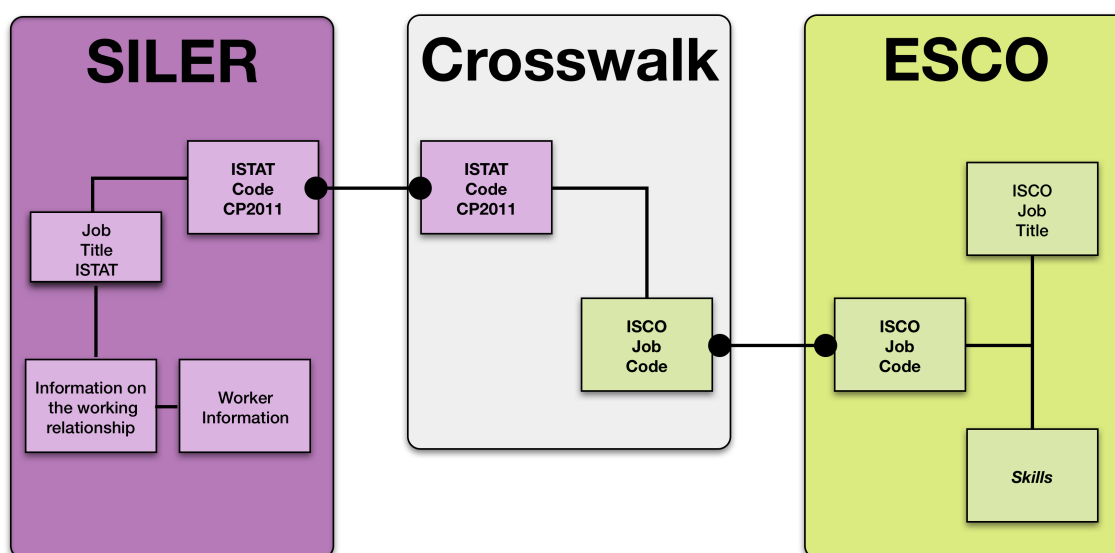 SILER
ISTAT
Code
CP2011
Job
Title
ISTAT
Information on
the working
relationship
Worker
Information
Crosswalk
ISTAT
Code
CP2011
ISCO
Job
Code
ESCO
ISCO
Job
Title
ISCO
Job
Code
Skills